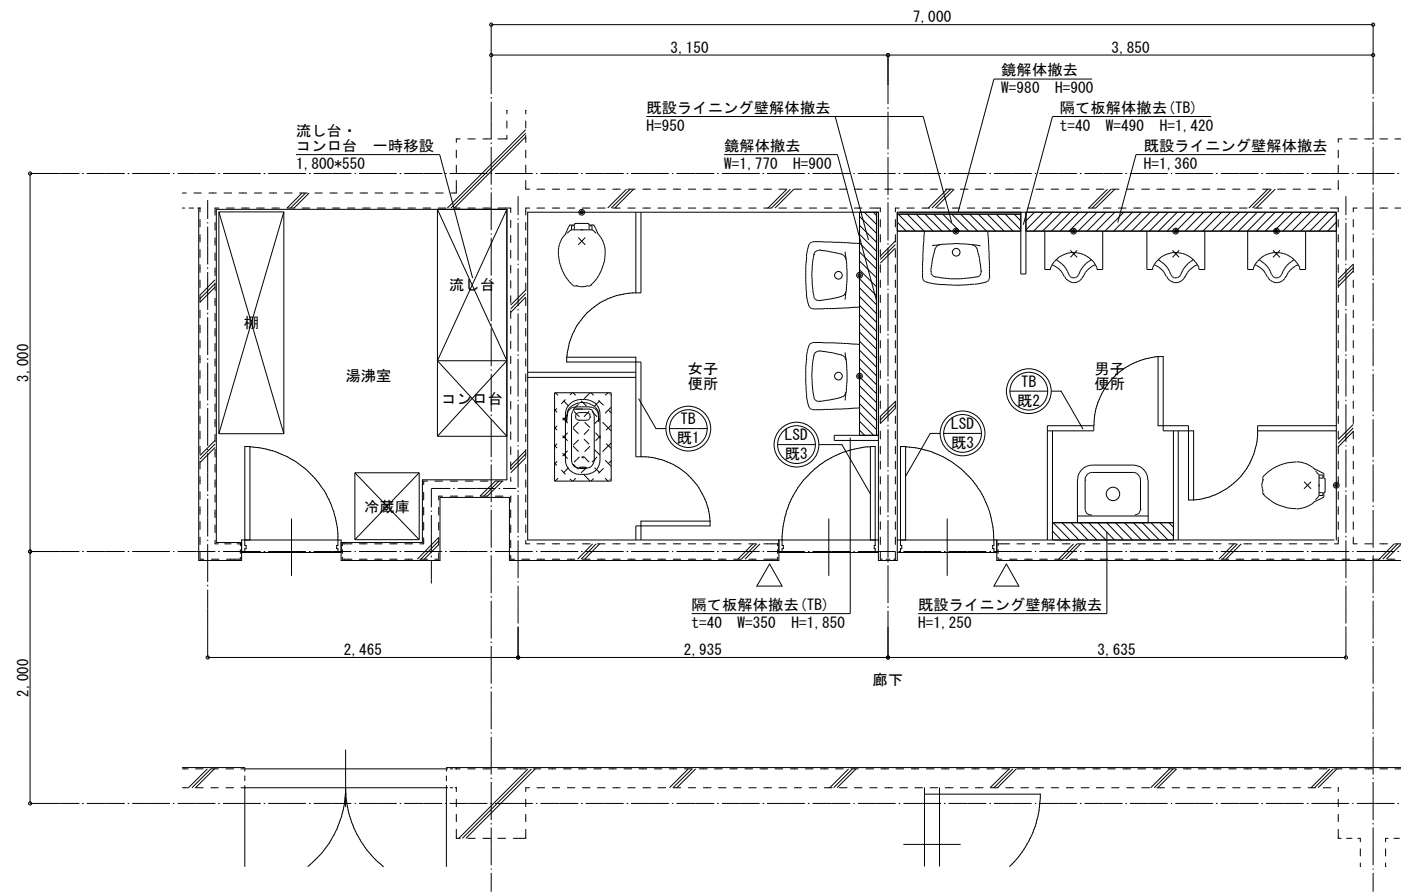 7,000
3,150
3,850
鏡解体撤去
W=980 H=900
既設ライニング壁解体撤去
H=950
隔て板解体撤去(TB)
t=40 W=490 H=1,420
流し台・
コンロ台 一時移設
1,800*550
鏡解体撤去
W=1,770 H=900
既設ライニング壁解体撤去
H=1,360
流し台
棚
3,000
湯沸室
女子
便所
男子
便所
コンロ台
TB
既2
TB
既1
LSD
既3
LSD
既3
冷蔵庫
隔て板解体撤去(TB)
t=40 W=350 H=1,850
既設ライニング壁解体撤去
H=1,250
2,465
2,935
3,635
2,000
廊下